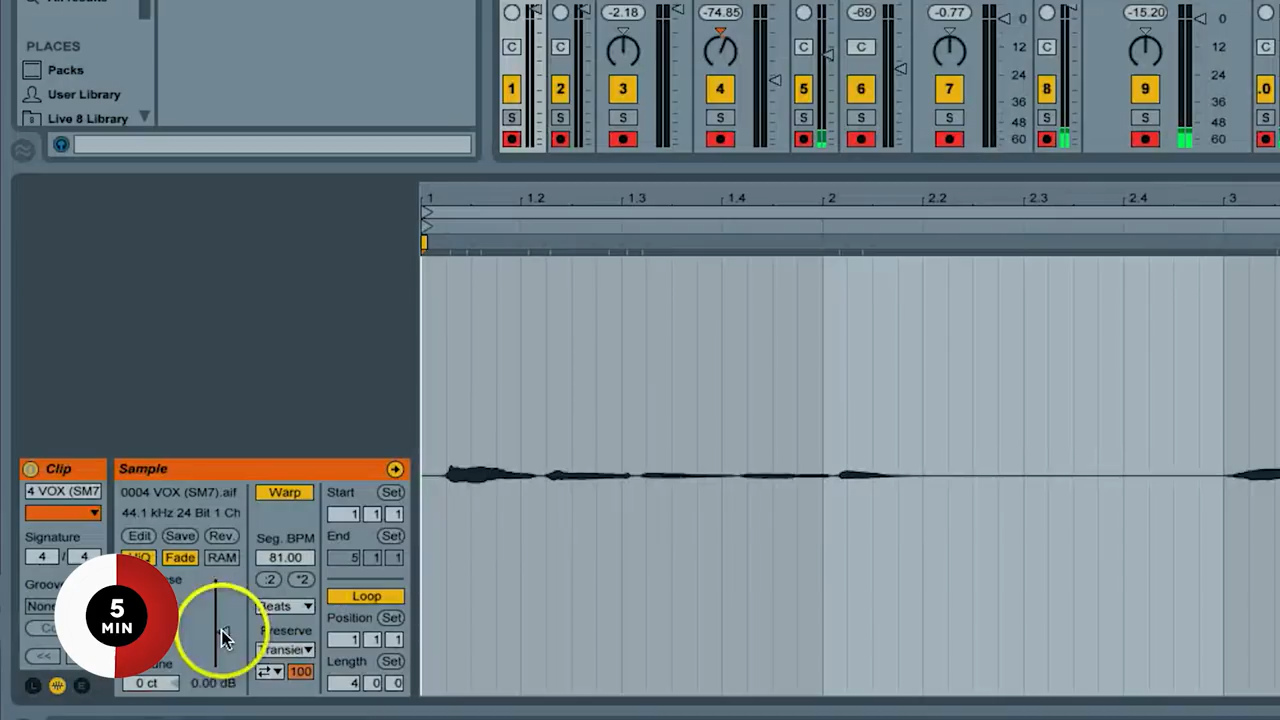 PLACES
Packs
User Library
Live 8 Library
-2.18
-74.85
-69
-0.77
-15.20
0
0
C
C
C
C
12
C
12
C
1
2
3
4
5
6
7
24
8
9
24
.0
36
36
S
S
S
S
S
S
S
48
S
S
48
S
60
60
1
1.2
1.3
1.4
2
2.2
2.3
2.4
3
Clip
Sample
4 VOX (SM7
0004 VOX (SM7).aif
Warp
Start
Set
44.1 kHz 24 Bit 1 Ch
1
1
1
Signature
Edit
Save
Rev.
Seg. BPM
End
Set
4
/
4
Fade
RAM
81.00
5
1
1
:2
*2
Loop
Beats
Position
Set
5
MIN
Preserve
1
1
1
<<
100
Length
Set
0 ct
0.00 dB
4
0
0
L
E